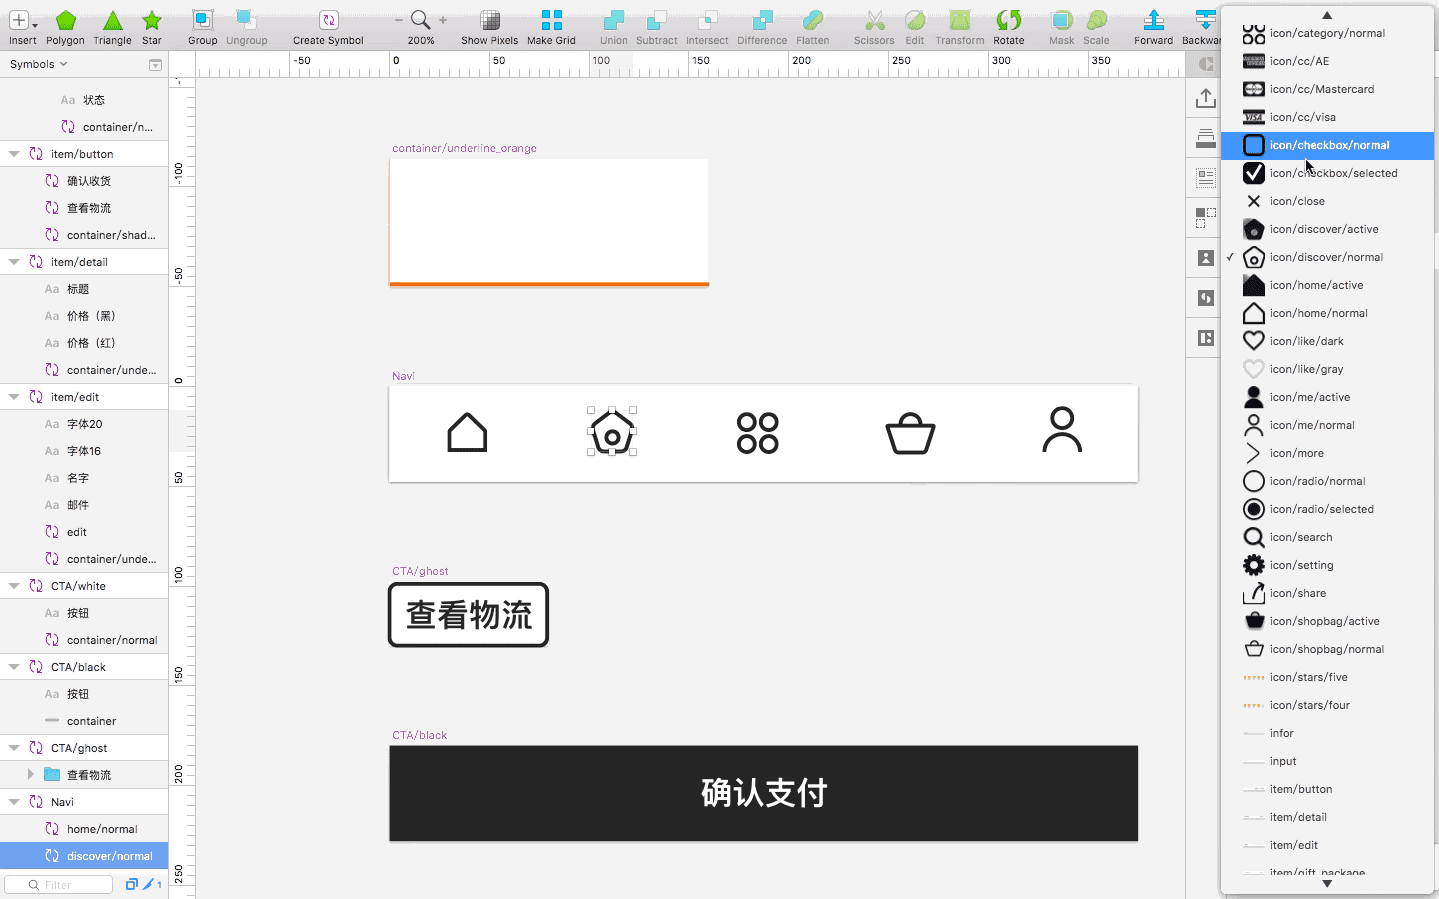 Insert
Polygon
Triangle
Star
Group
Ungroup
Create Symbol
200%
Show Pixels
Make Grid
Union
Subtract
Intersect
Difference
Flatten
Scissors
Edit
Transform
Rotate
Mask
Scale
Forward
Backwar
Symbols
-50
0
50
100
150
200
250
300
350
-100
-50
0
50
100
150
200
250
Aa 状态
container/n...
item/button
确认收货
查看物流
container/shad...
item/detail
Aa 标题
Aa 价格（黑）
Aa 价格（红）
container/unde...
item/edit
Aa 字体20
Aa 字体16
Aa 名字
Aa 邮件
edit
container/unde...
CTA/white
Aa 按钮
container/normal
CTA/black
Aa 按钮
container
CTA/ghost
查看物流
Navi
home/normal
discover/normal
Filter
1
container/underline_orange
Navi
CTA/ghost
查看物流
CTA/black
确认支付
icon/category/normal
icon/cc/AE
icon/cc/Mastercard
VISA icon/cc/visa
icon/checkbox/normal
icon/checkbox/selected
icon/close
icon/discover/active
✓ icon/discover/normal
icon/home/active
icon/home/normal
icon/like/dark
icon/like/gray
icon/me/active
icon/me/normal
icon/more
icon/radio/normal
icon/radio/selected
icon/search
icon/setting
icon/share
icon/shopbag/active
icon/shopbag/normal
icon/stars/five
icon/stars/four
infor
input
item/button
item/detail
item/edit
item/gift_package